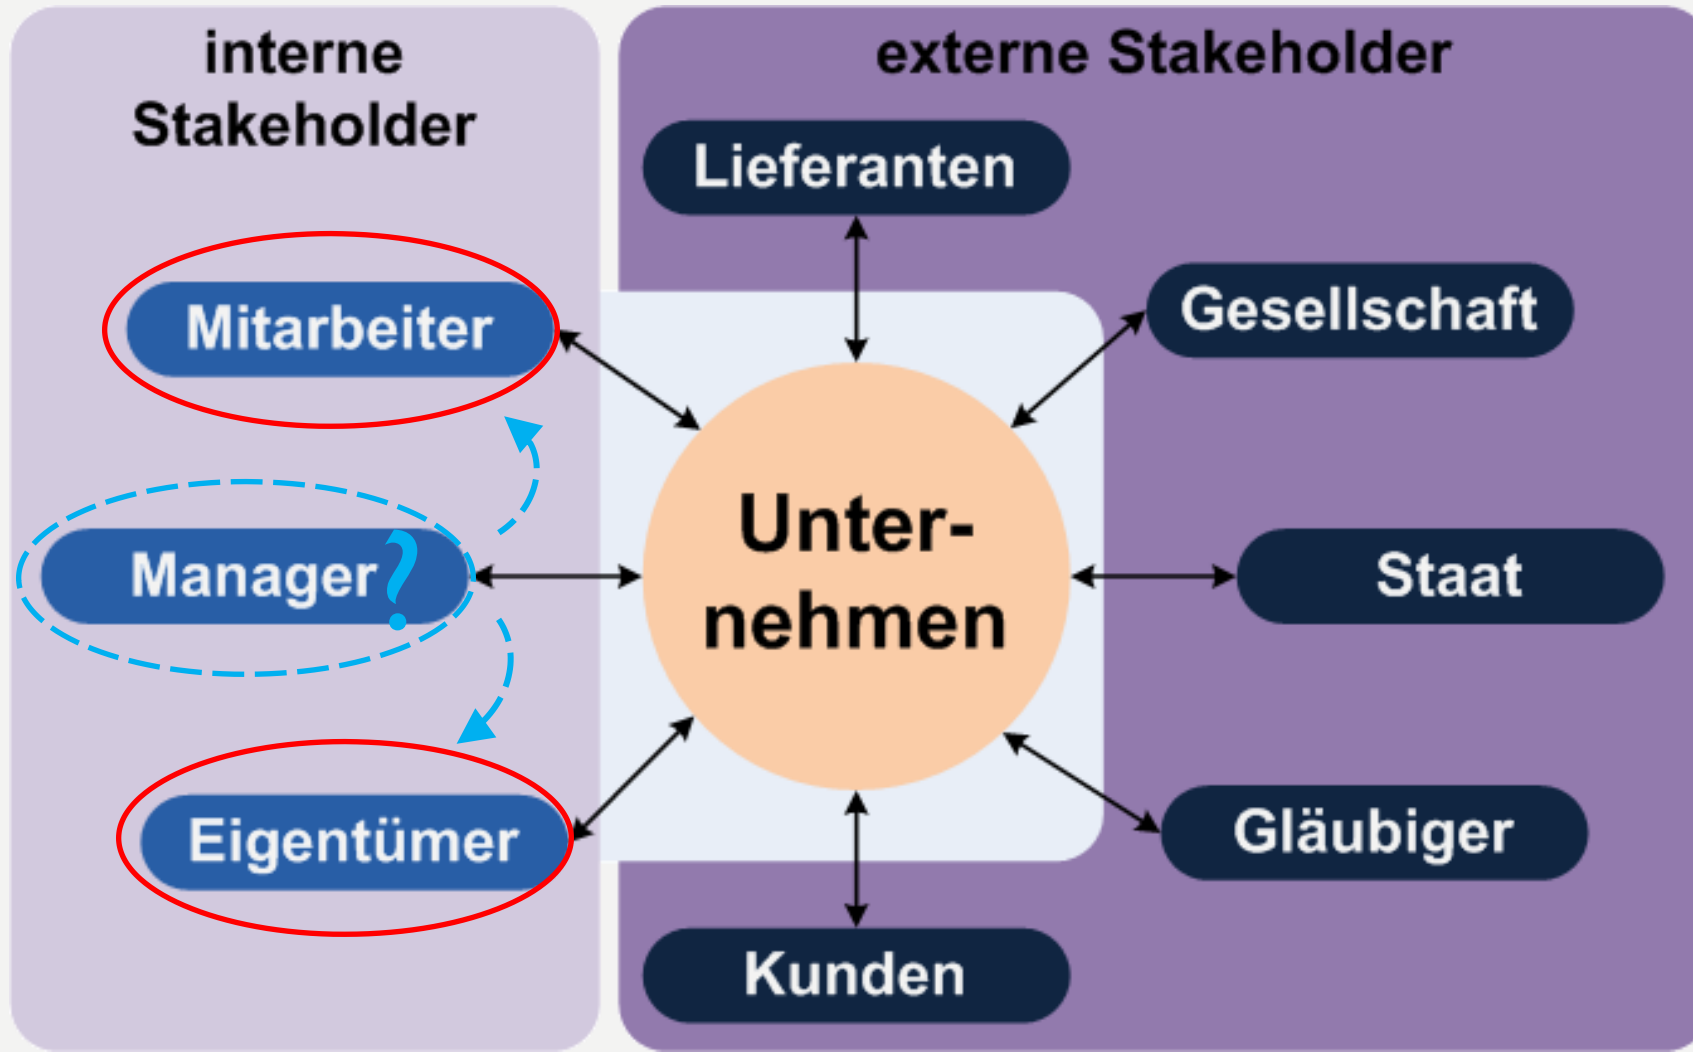 interne
Stakeholder
externe Stakeholder
Lieferanten
Mitarbeiter
Gesellschaft
Manager?
Unter-
nehmen
Staat
Eigentümer
Gläubiger
Kunden